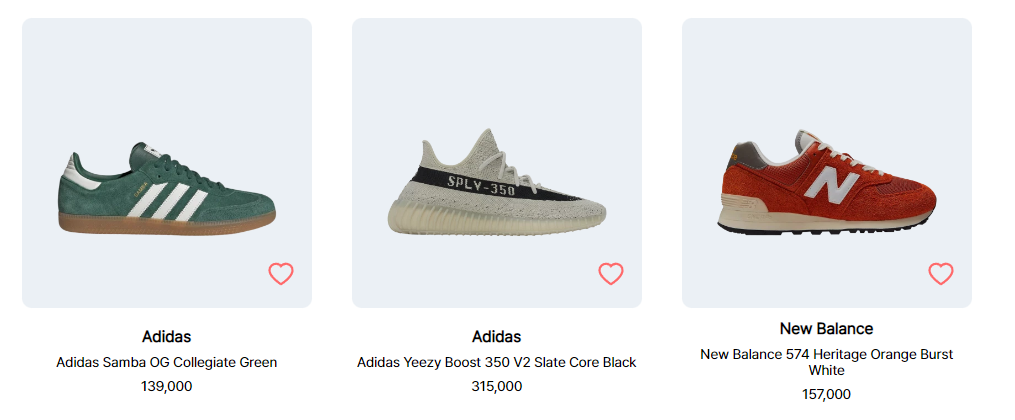 SAMBA
SPLY-350
N
Adidas
Adidas Samba OG Collegiate Green
139,000
Adidas
Adidas Yeezy Boost 350 V2 Slate Core Black
315,000
New Balance
New Balance 574 Heritage Orange Burst
White
157,000